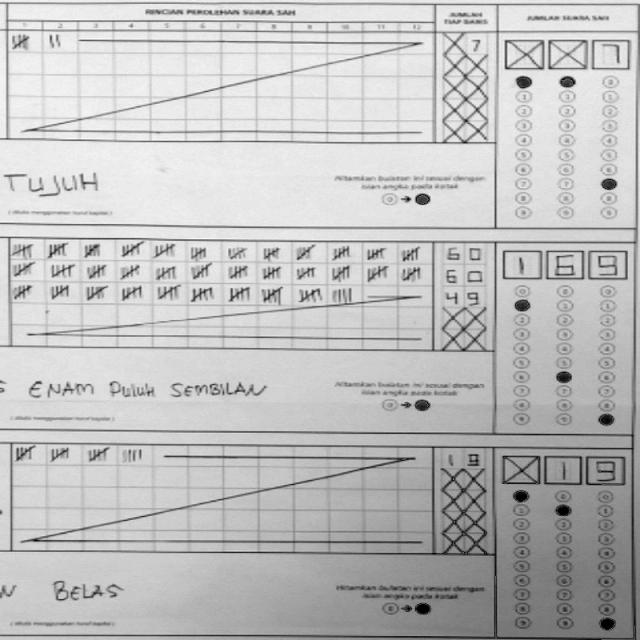 RINCIAN PEROLEHAN SUARA SAH JUMLAH TIAP BARIS JUMLAH SUARA SAH
1 2 3 4 5 6 7 8 9 10 11 12
7 X X 7
TUJUH
Hitamkan bulatan ini sesuai dengan
isian angka pada kotak
(ditulis menggunakan huruf kapital)
60 1 6 9
60
49
ENAM PULUH SEMBILAN
Hitamkan bulatan ini sesuai dengan
isian angka pada kotak
(ditulis menggunakan huruf kapital)
19 X 1 9
BELAS
Hitamkan bulatan ini sesuai dengan
isian angka pada kotak
(ditulis menggunakan huruf kapital)